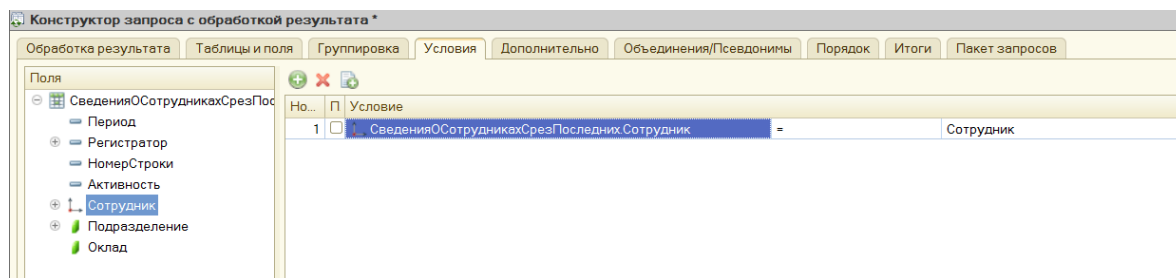 Конструктор запроса с обработкой результата *
Обработка результата Таблицы и поля Группировка Условия Дополнительно Объединения/Псевдонимы Порядок Итоги Пакет запросов
Поля
СведенияОСотрудникахСрезПос
Период
Регистратор
НомерСтроки
Активность
Сотрудник
Подразделение
Оклад
Но... П Условие
1 СведенияОСотрудникахСрезПоследних.Сотрудник = Сотрудник